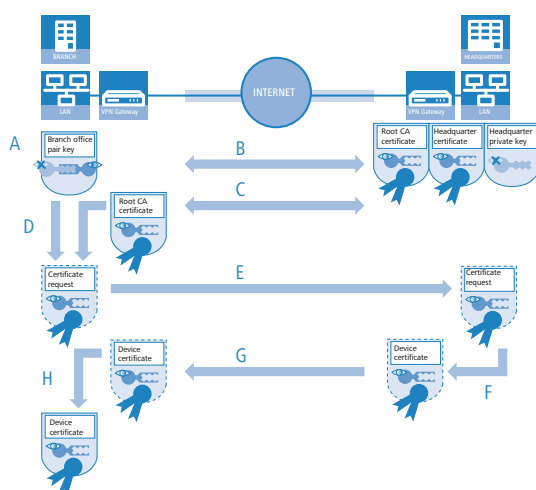 BRANCH
HEADQUARTERS
INTERNET
LAN
VPN Gateway
VPN Gateway
LAN
A
Branch office
pair key
B
Root CA
certificate
Headquarter
certificate
Headquarter
private key
C
Root CA
certificate
D
Certificate
request
E
Certificate
request
Device
certificate
G
Device
certificate
H
F
Device
certificate